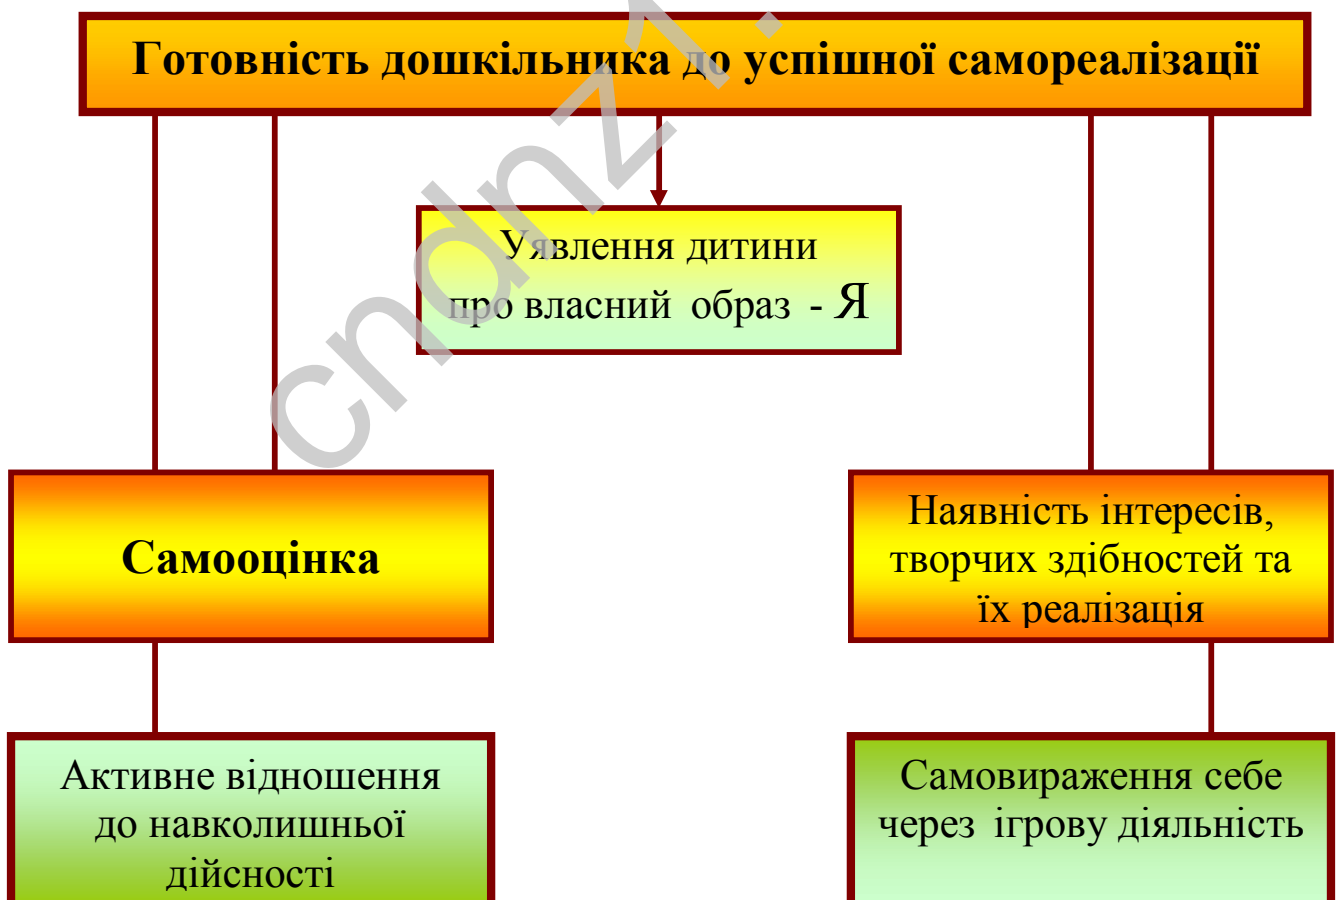 Готовність дошкільника до успішної самореалізації
Уявлення дитини
про власний образ - Я
Самооцінка
Наявність інтересів,
творчих здібностей та
їх реалізація
Активне відношення
до навколишньої
дійсності
Самовираження себе
через ігрову діяльність
cndnz1.